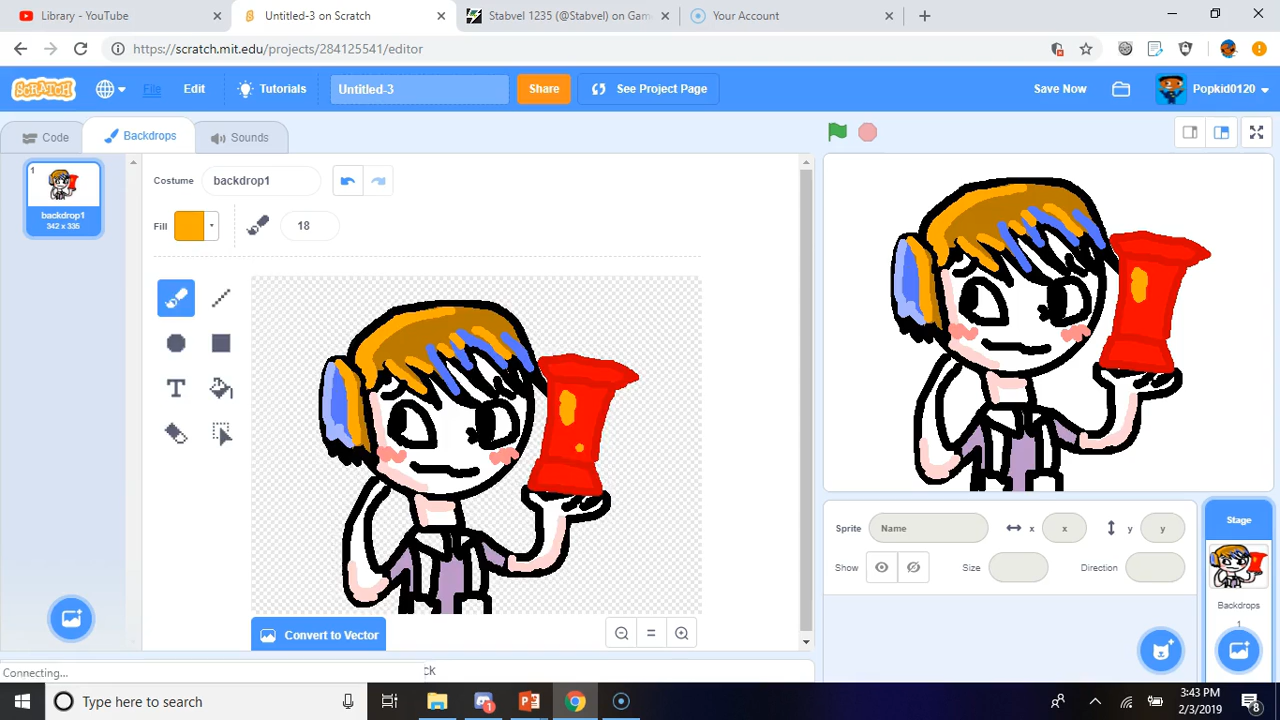 Library - YouTube
Untitled-3 on Scratch
Stabvel 1235 (@Stabvel) on Gam
Your Account
https://scratch.mit.edu/projects/284125541/editor
SCRATCH
File
Edit
Tutorials
Untitled-3
Share
See Project Page
Save Now
Popkid0120
Code
Backdrops
Sounds
1
backdrop1
342 x 335
Costume
backdrop1
Fill
18
T
Convert to Vector
Sprite
Name
x
x
y
y
Show
Size
Direction
Stage
Backdrops
1
Connecting...
ck
Type here to search
1
3:43 PM
2/3/2019
8